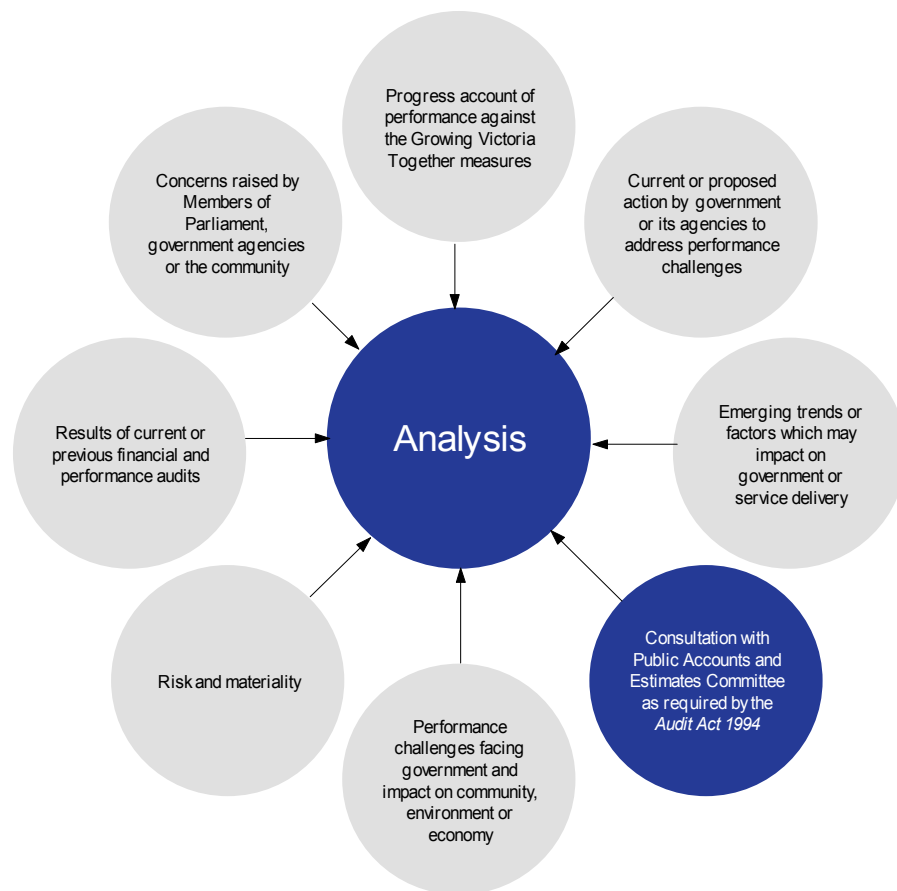 Progress account of
performance against
the Growing Victoria
Together measures
Concerns raised by
Members of
Parliament,
government agencies
or the community
Current or proposed
action by government
or its agencies to
address performance
challenges
Results of current or
previous financial and
performance audits
Analysis
Emerging trends or
factors which may
impact on
government or
service delivery
Risk and materiality
Consultation with
Public Accounts and
Estimates Committee
as required by the
Audit Act 1994
Performance
challenges facing
government and
impact on community,
environment or
economy